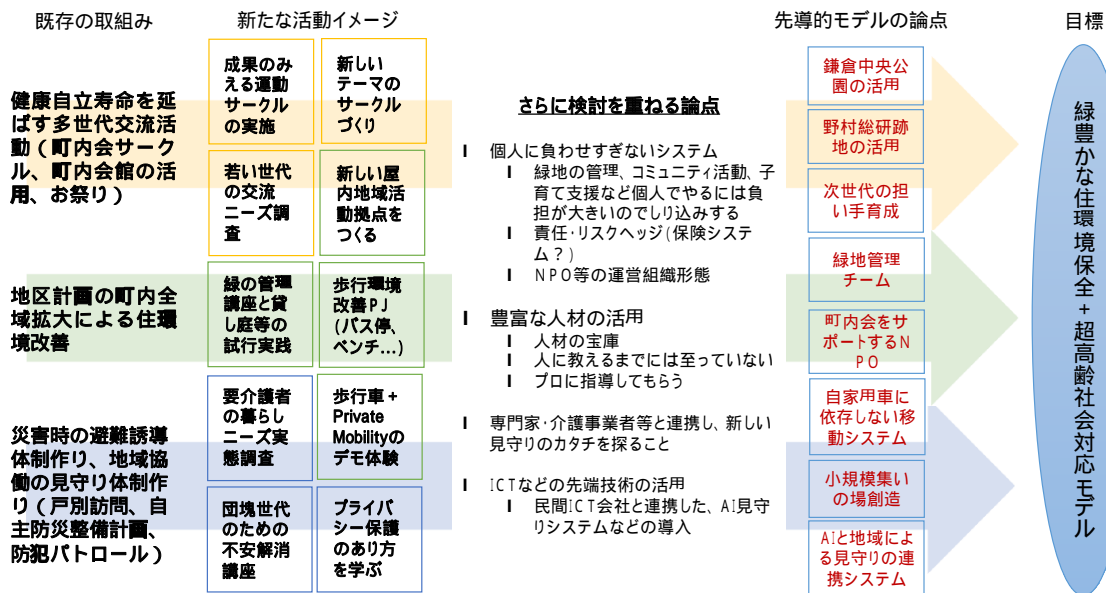 既存の取組み
新たな活動イメージ
先導的モデルの論点
目標
健康自立寿命を延
ばす多世代交流活
動（町内会サーク
ル、町内会館の活
用、お祭り）
地区計画の町内全
域拡大による住環
境改善
災害時の避難誘導
体制作り、地域協
働の見守り体制作
り（戸別訪問、自
主防災整備計画、
防犯パトロール）
成果のみ
える運動
サークル
の実施
新しい
テーマの
サークル
づくり
若い世代
の交流
ニーズ調
査
新しい屋
内地域活
動拠点を
つくる
緑の管理
講座と貸
し庭等の
試行実践
歩行環境
改善PJ
(バス停、
ベンチ…)
要介護者
の暮らし
ニーズ実
態調査
歩行車＋
Private
Mobilityの
デモ体験
団塊世代
のための
不安解消
講座
プライバ
シー保護
のあり方
を学ぶ
さらに検討を重ねる論点
l 個人に負わせすぎないシステム
l 緑地の管理、コミュニティ活動、子
育て支援など個人でやるには負
担が大きいのでしり込みする
l 責任・リスクヘッジ（保険システ
ム？）
l NPO等の運営組織形態
l 豊富な人材の活用
l 人材の宝庫
l 人に教えるまでには至っていない
l プロに指導してもらう
l 専門家・介護事業者等と連携し、新しい
見守りのカタチを探ること
l ICTなどの先端技術の活用
l 民間ICT会社と連携した、AI見守
りシステムなどの導入
鎌倉中央公
園の活用
野村総研跡
地の活用
次世代の担
い手育成
緑地管理
チーム
町内会をサ
ポートするN
PO
自家用車に
依存しない移
動システム
小規模集い
の場創造
AIと地域によ
る見守りの連
携システム
緑豊かな住環境保全＋超高齢社会対応モデル